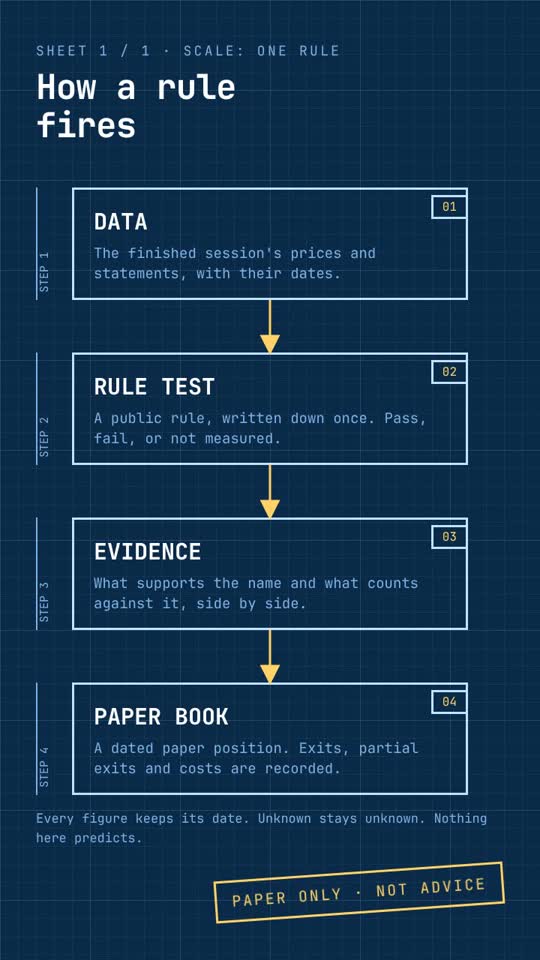 SHEET 1 / 1 · SCALE: ONE RULE
How a rule
fires
01
DATA
The finished session's prices and
statements, with their dates.
STEP 1
02
RULE TEST
A public rule, written down once. Pass,
fail, or not measured.
STEP 2
03
EVIDENCE
What supports the name and what counts
against it, side by side.
STEP 3
04
PAPER BOOK
A dated paper position. Exits, partial
exits and costs are recorded.
STEP 4
Every figure keeps its date. Unknown stays unknown. Nothing
here predicts.
PAPER ONLY · NOT ADVICE